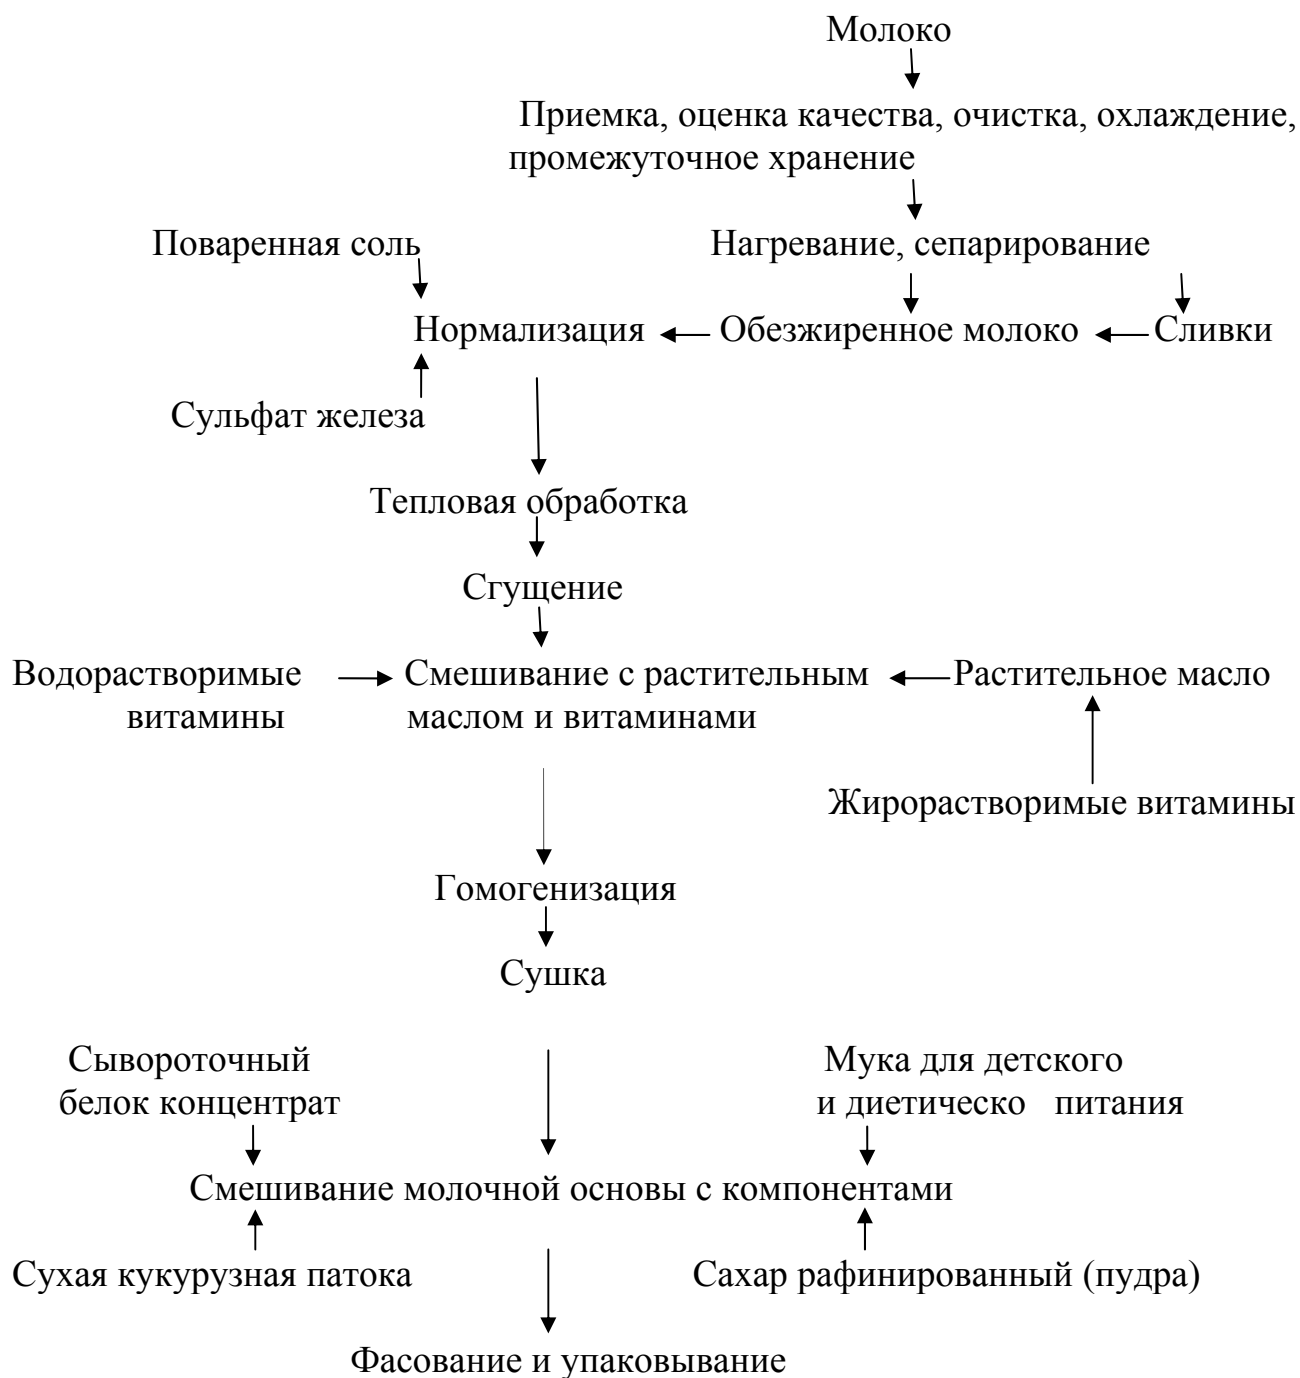 Молоко
Приемка, оценка качества, очистка, охлаждение,
промежуточное хранение
Поваренная соль
Нагревание, сепарирование
Нормализация
Обезжиренное молоко
Сливки
Сульфат железа
Тепловая обработка
Сгущение
Водорастворимые
витамины
Смешивание с растительным
маслом и витаминами
Растительное масло
Жирорастворимые витамины
Гомогенизация
Сушка
Сывороточный
белок концентрат
Мука для детского
и диетическо питания
Смешивание молочной основы с компонентами
Сухая кукурузная патока
Сахар рафинированный (пудра)
Фасование и упаковывание